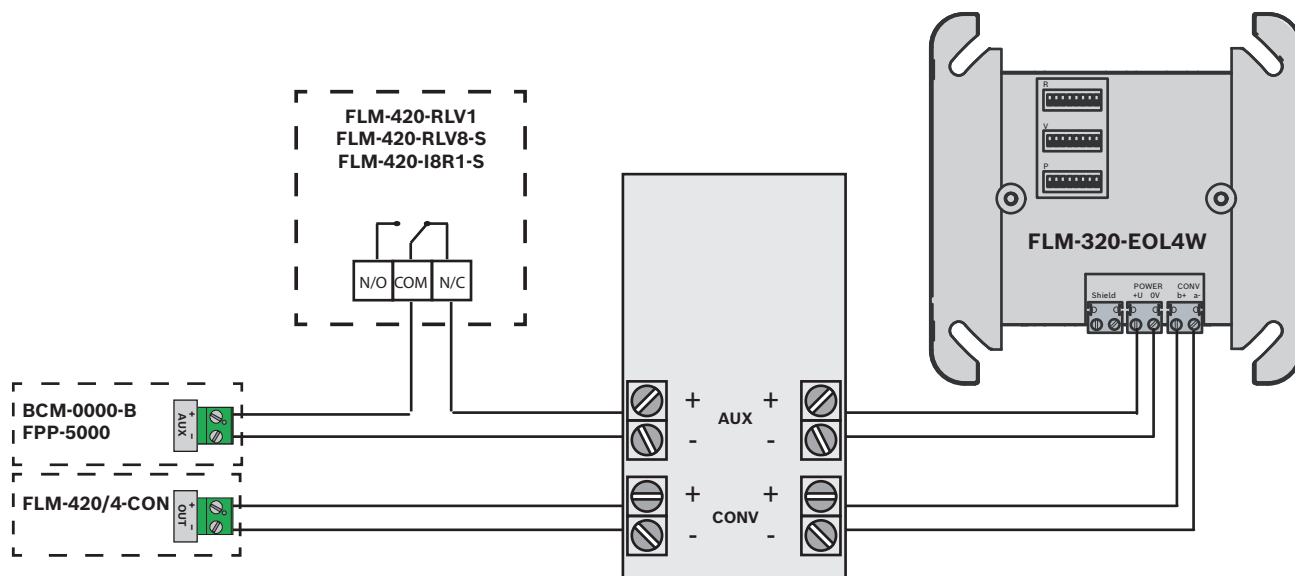 FLM-420-RLV1
FLM-420-RLV8-S
FLM-420-I8R1-S
N/O COM N/C
BCM-0000-B
FPP-5000
+ AUX -
FLM-420/4-CON
+ OUT -
+ AUX +
- -
+ CONV +
- -
R
V
P
FLM-320-EOL4W
Shield
POWER
+U 0V
CONV
b+ a-